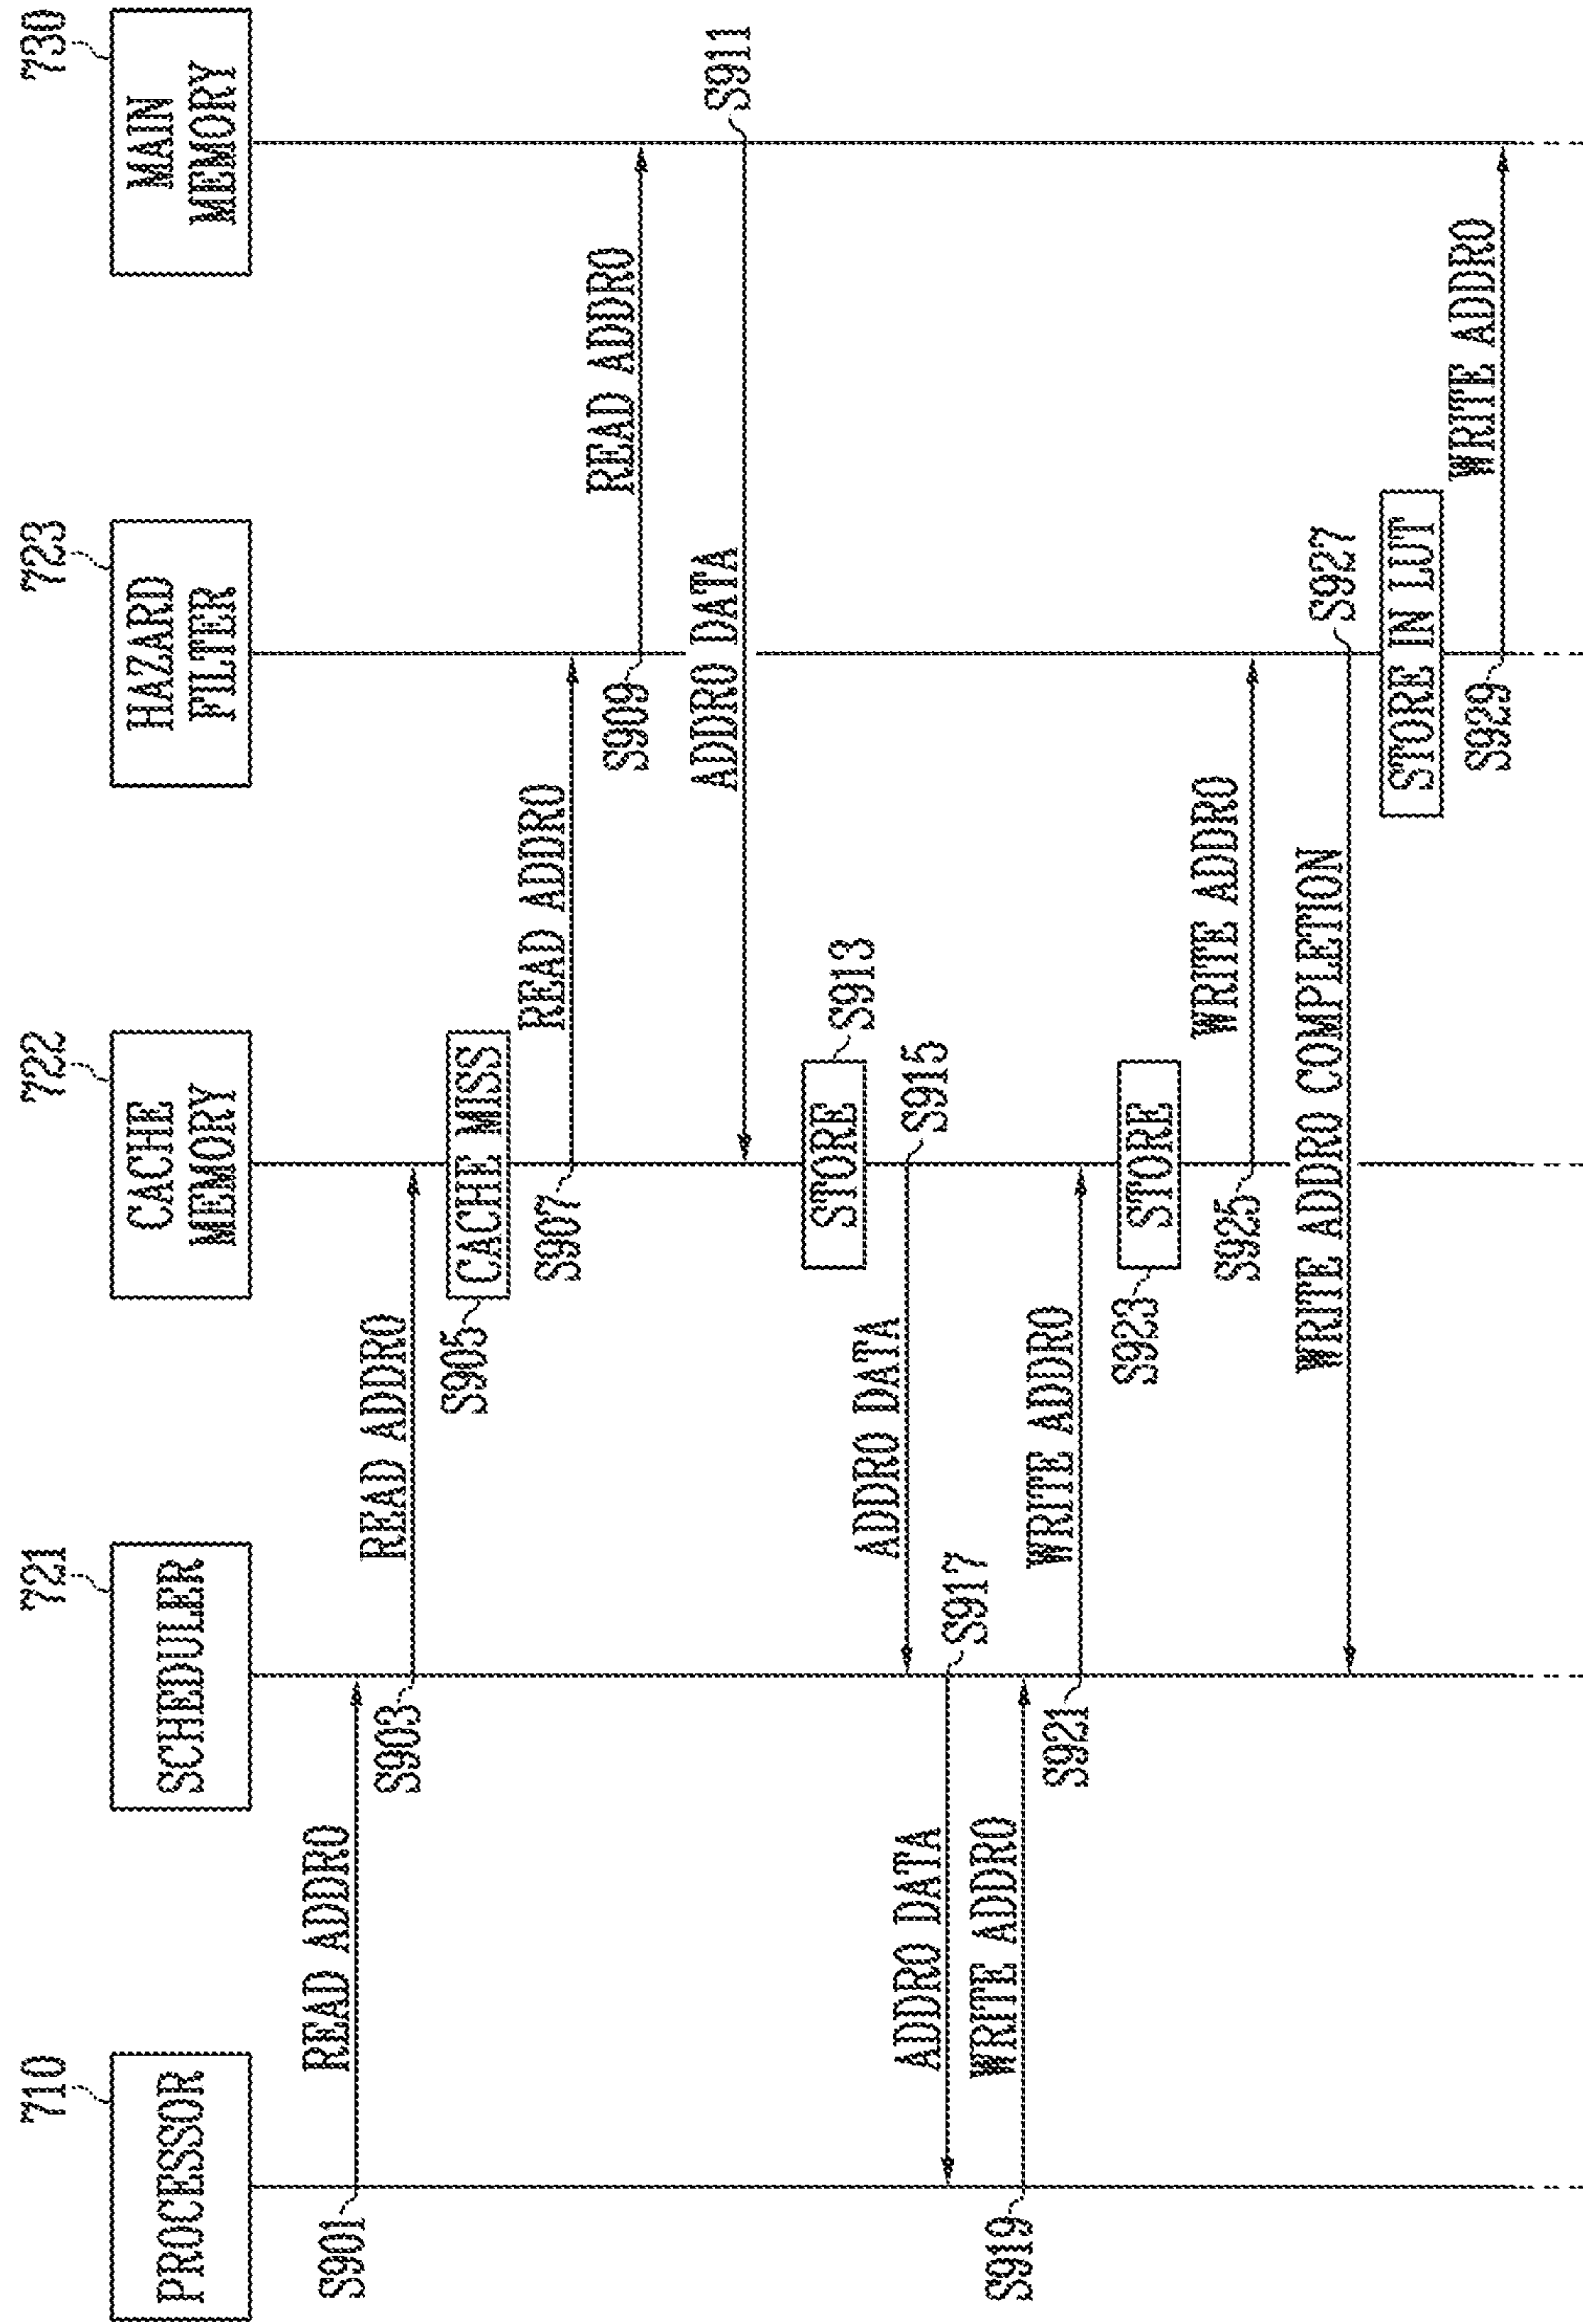 710
PROCESSOR
721
SCHEDULER
722
CACHE
MEMORY
723
HAZARD
FILTER
730
MAIN
MEMORY
S901
READ ADDR0
S903
READ ADDR0
S905
CACHE MISS
S907
READ ADDR0
S909
READ ADDR0
S911
ADDR0 DATA
STORE
S913
S915
ADDR0 DATA
S917
ADDR0 DATA
S919
WRITE ADDR0
S921
WRITE ADDR0
S923
STORE
S925
WRITE ADDR0
S927
WRITE ADDR0 COMPLETION
STORE IN LUT
S929
WRITE ADDR0